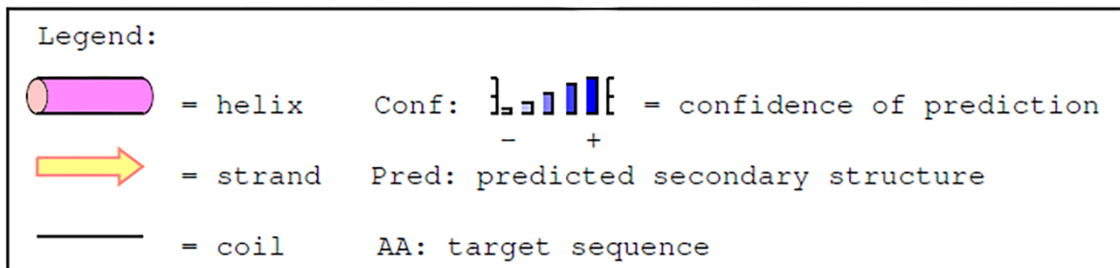 Legend:
= helix Conf: = confidence of prediction
- +
= strand Pred: predicted secondary structure
= coil AA: target sequence